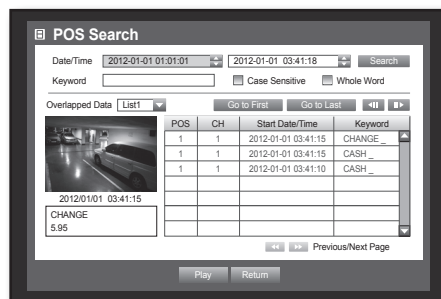 POS Search
Date/Time 2012-01-01 01:01:01 2012-01-01 03:41:18 Search
Keyword Case Sensitive Whole Word
Overlapped Data List1 Go to First Go to Last
POS CH Start Date/Time Keyword
1 1 2012-01-01 03:41:15 CHANGE _
1 1 2012-01-01 03:41:15 CASH _
1 1 2012-01-01 03:41:10 CASH _
2012/01/01 03:41:15
CHANGE
5.95
Previous/Next Page
Play Return